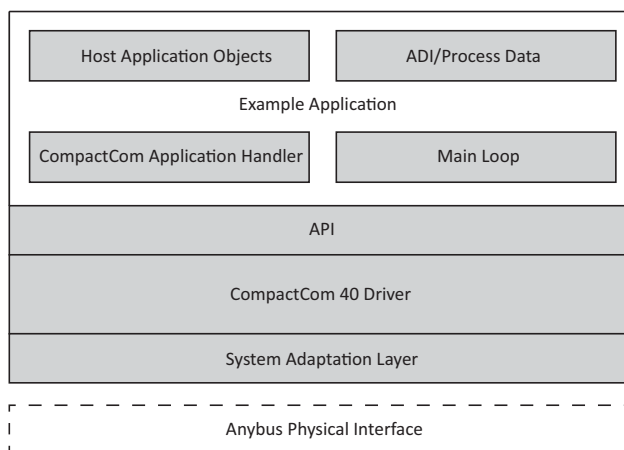 Host Application Objects
ADI/Process Data
Example Application
CompactCom Application Handler
Main Loop
API
CompactCom 40 Driver
System Adaptation Layer
Anybus Physical Interface